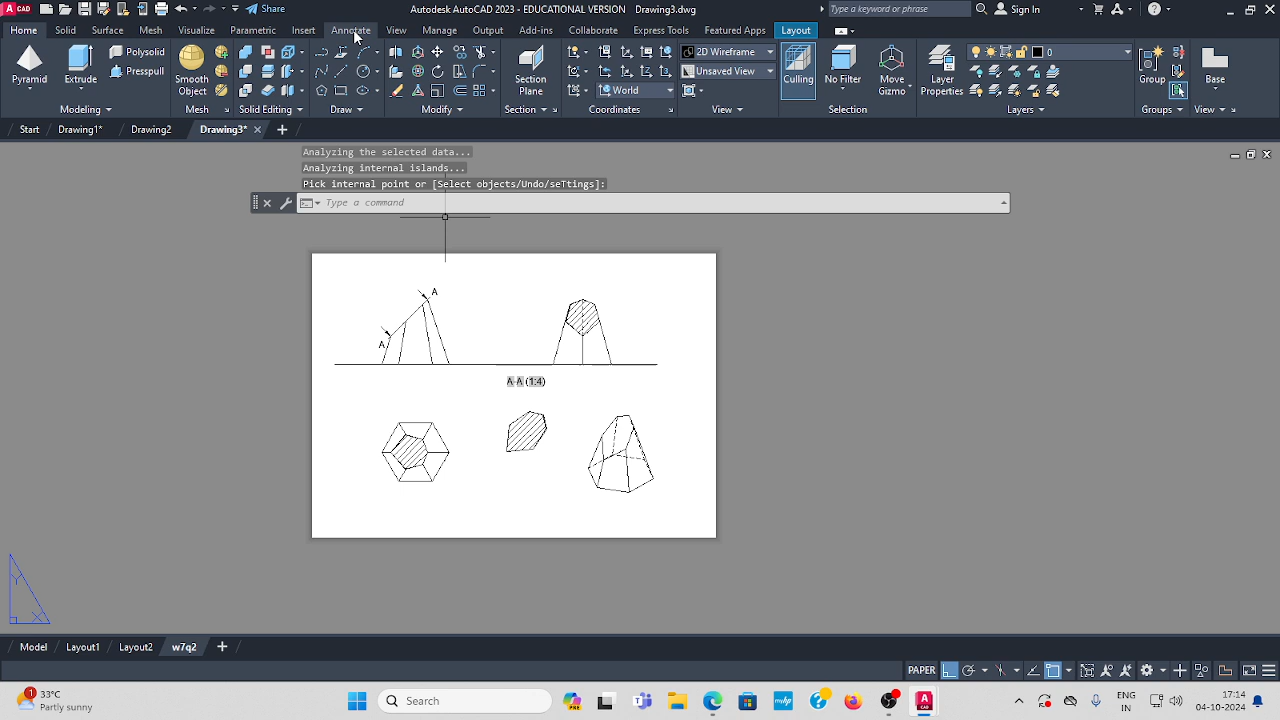 Share
Autodesk AutoCAD 2023 - EDUCATIONAL VERSION Drawing3.dwg
Type a keyword or phrase
Sign In
Home Solid Surface Mesh Visualize Parametric Insert Annotate View Manage Output Add-ins Collaborate Express Tools Featured Apps Layout
Polysolid
Presspull
2D Wireframe
Unsaved View
World
0
Pyramid Extrude Smooth Object Section Plane Culling No Filter Move Gizmo Layer Properties Group Base
Modeling Mesh Solid Editing Draw Modify Section Coordinates View Selection Layers Groups View
Start Drawing1* Drawing2 Drawing3*
Analyzing the selected data...
Analyzing internal islands...
Pick internal point or [Select objects/Undo/seTtings]:
Type a command
A
A
A-A (1:4)
Y
X
Model Layout1 Layout2 w7q2
PAPER
1
33°C
Partly sunny
Search
ENG
IN
17:14
04-10-2024